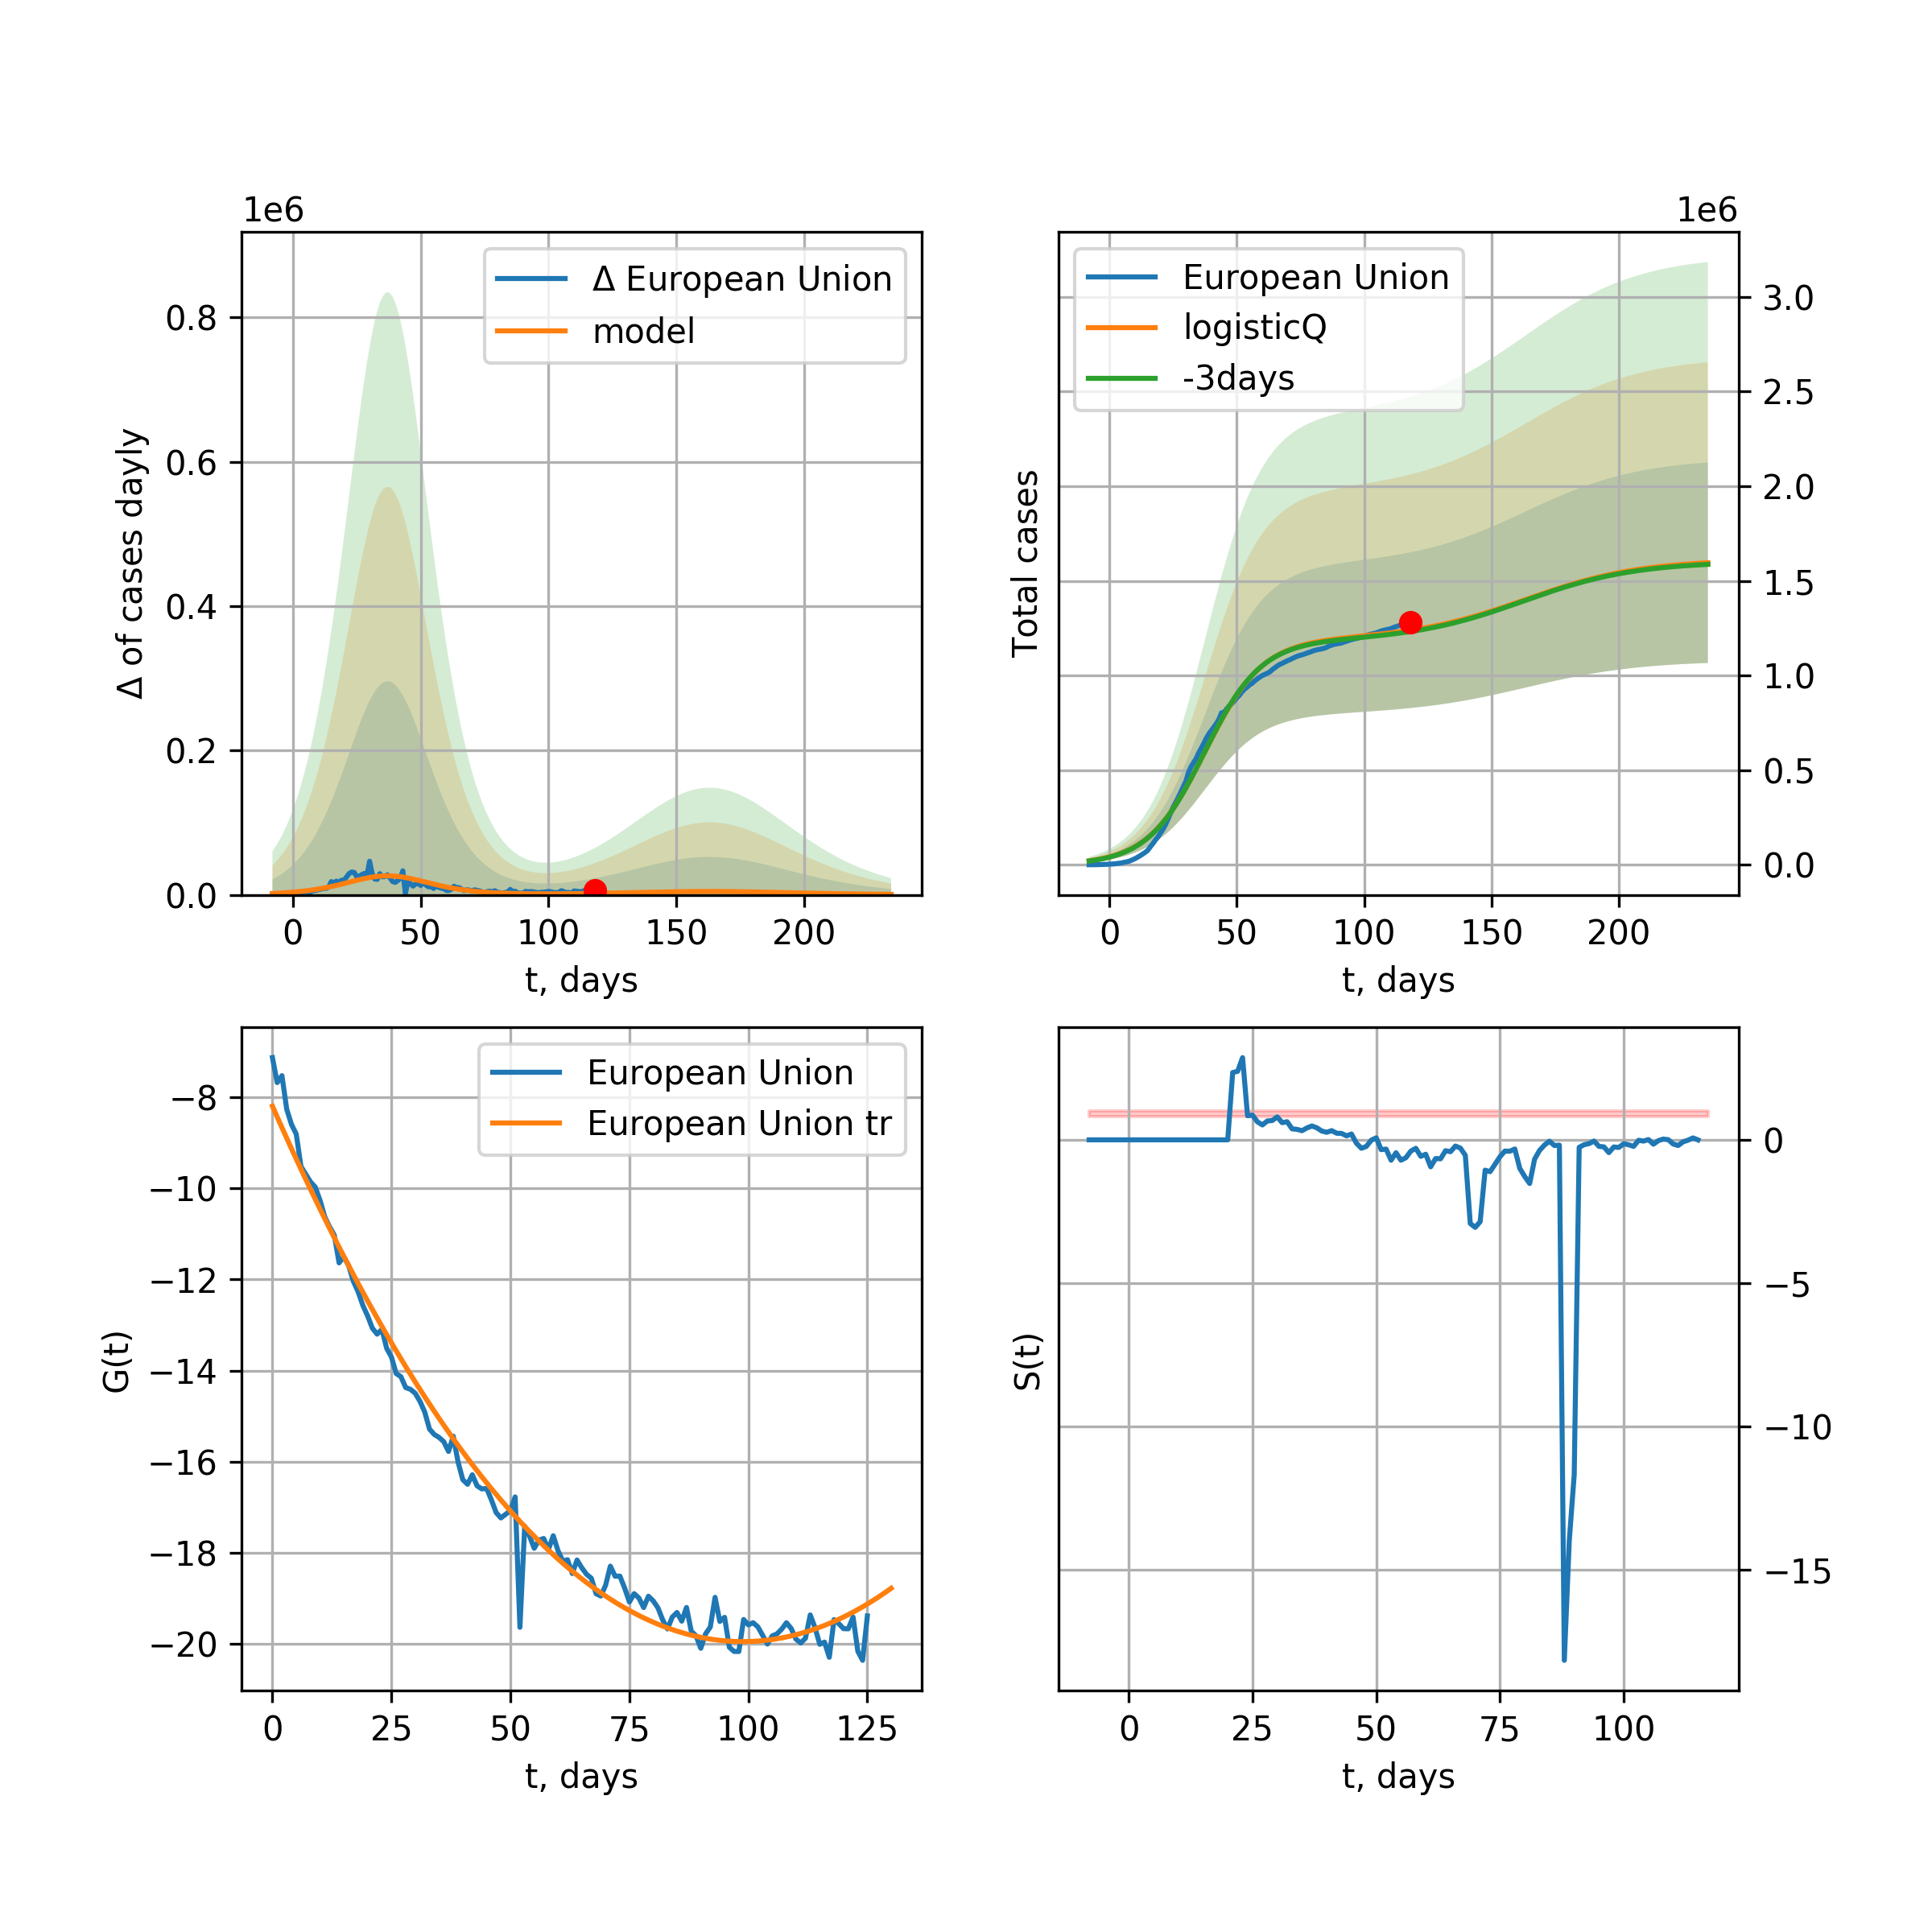 1e6
Δ European Union
model
0.8
0.6
0.4
0.2
0.0
Δ of cases dayly
0 50 100 150 200
t, days
1e6
European Union
logisticQ
-3days
3.0
2.5
2.0
1.5
1.0
0.5
0.0
Total cases
0 50 100 150 200
t, days
European Union
European Union tr
−8
−10
−12
−14
−16
−18
−20
G(t)
0 25 50 75 100 125
t, days
0
−5
−10
−15
S(t)
0 25 50 75 100
t, days